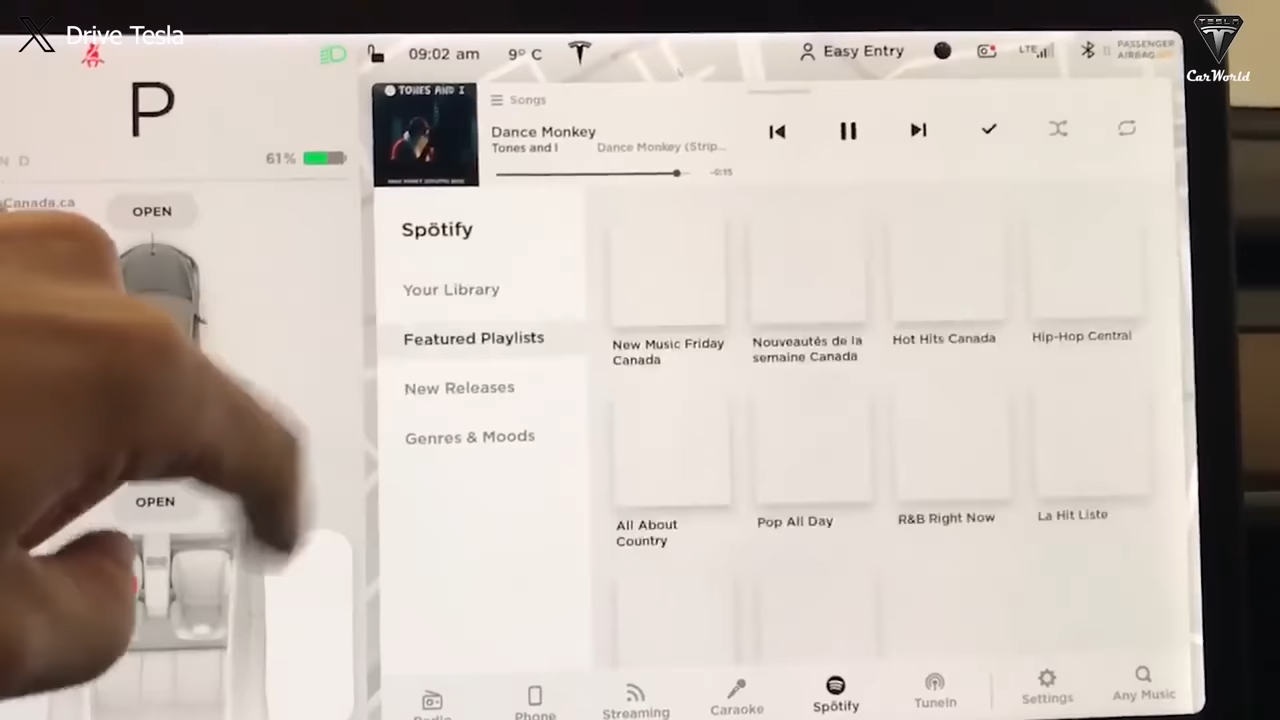 Drive Tesla
TESLA
CarWorld
09:02 am
9° C
Easy Entry
LTE
PASSENGER
AIRBAG
P
N D
61%
Canada.ca
OPEN
OPEN
TONES AND I
Songs
Dance Monkey
Tones and I
Dance Monkey (Strip...
-0:15
Spötify
Your Library
Featured Playlists
New Releases
Genres & Moods
New Music Friday
Canada
Nouveautés de la
semaine Canada
Hot Hits Canada
Hip-Hop Central
All About
Country
Pop All Day
R&B Right Now
La Hit Liste
Radio
Phone
Streaming
Caraoke
Spötify
TuneIn
Settings
Any Music